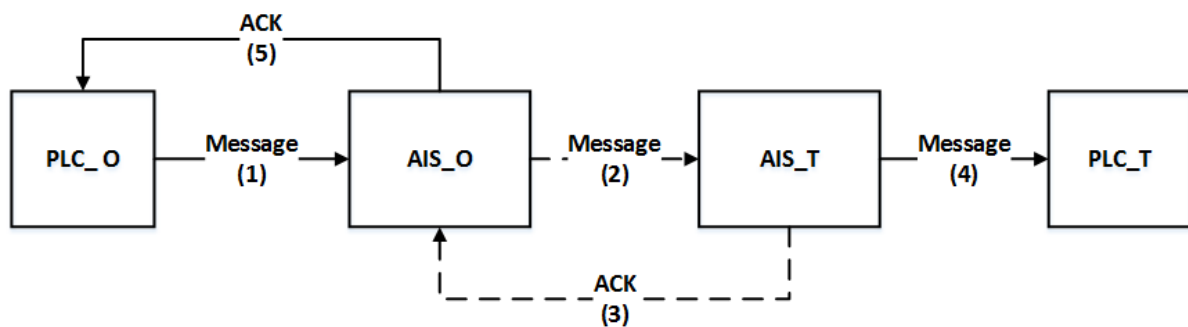 ACK
(5)
PLC_ O
Message
(1)
AIS_O
Message
(2)
AIS_T
Message
(4)
PLC_T
ACK
(3)